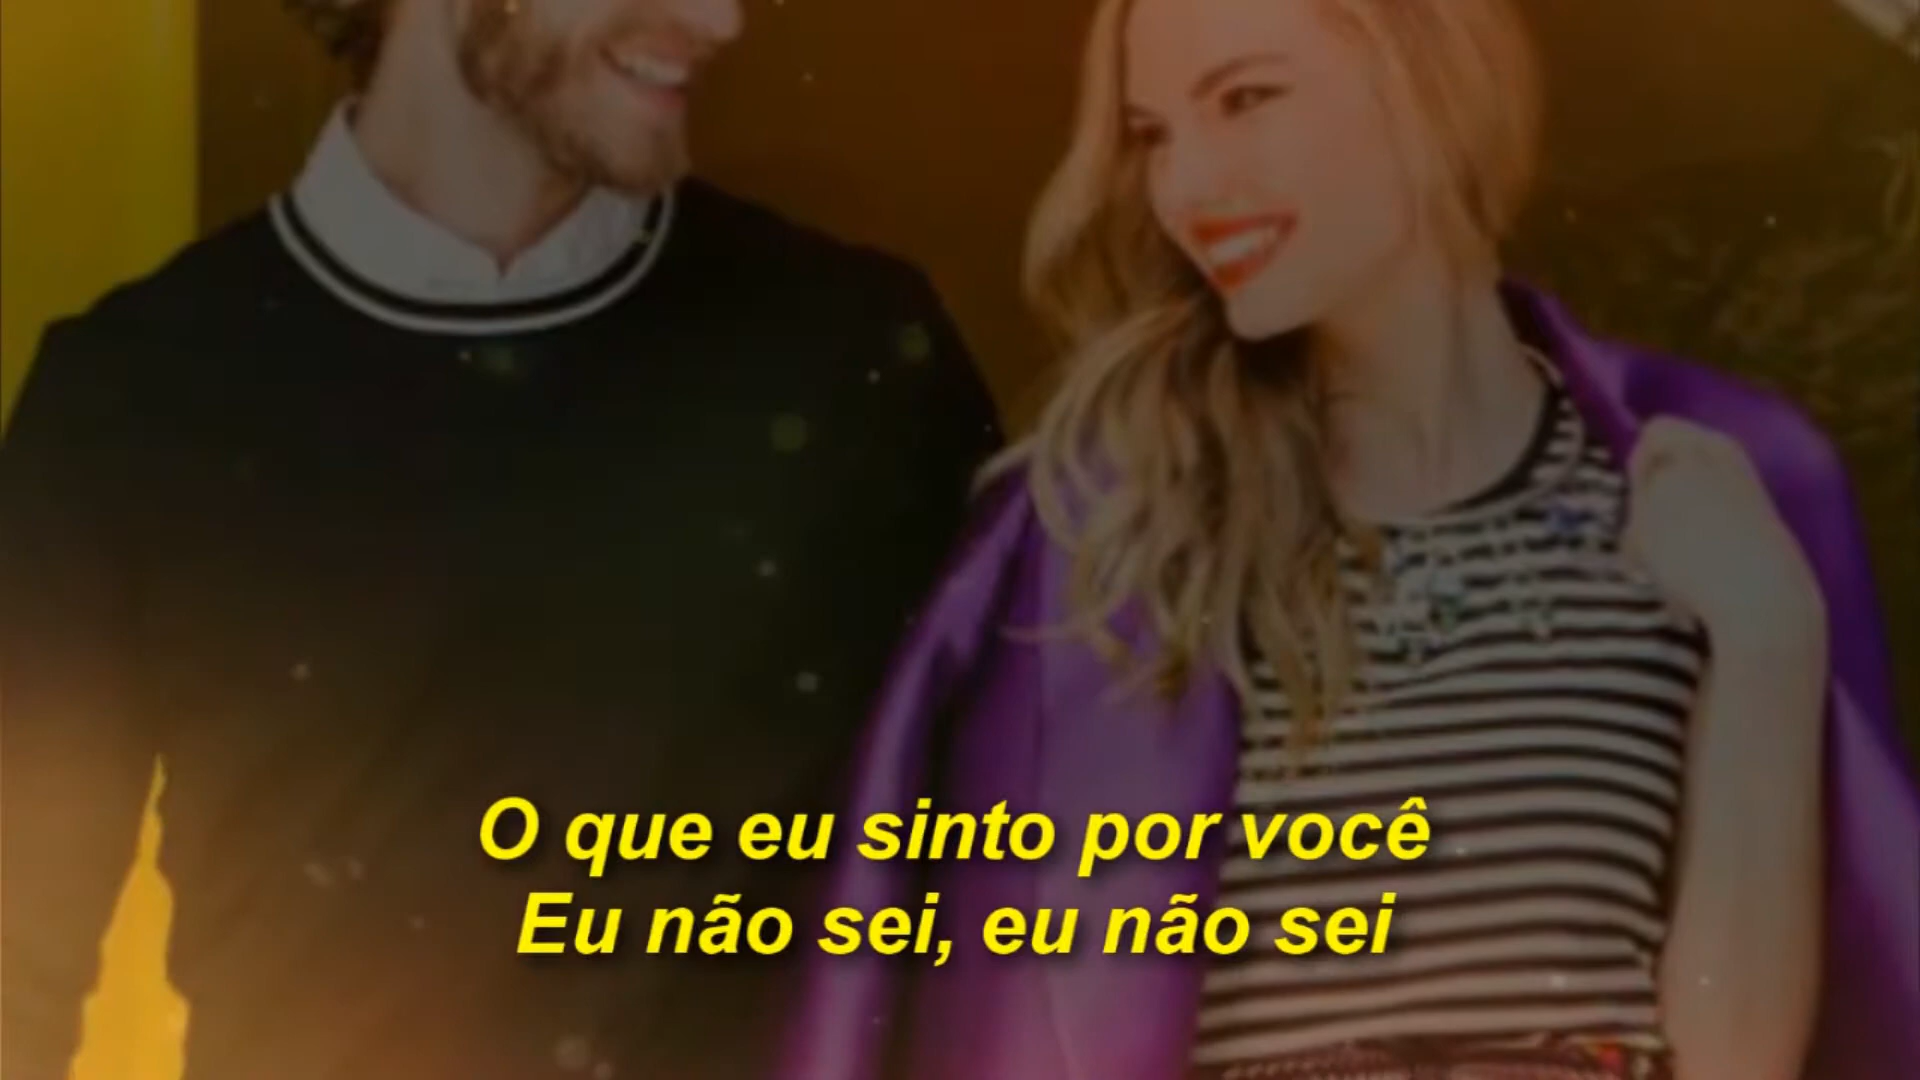 O que eu sinto por você
Eu não sei, eu não sei